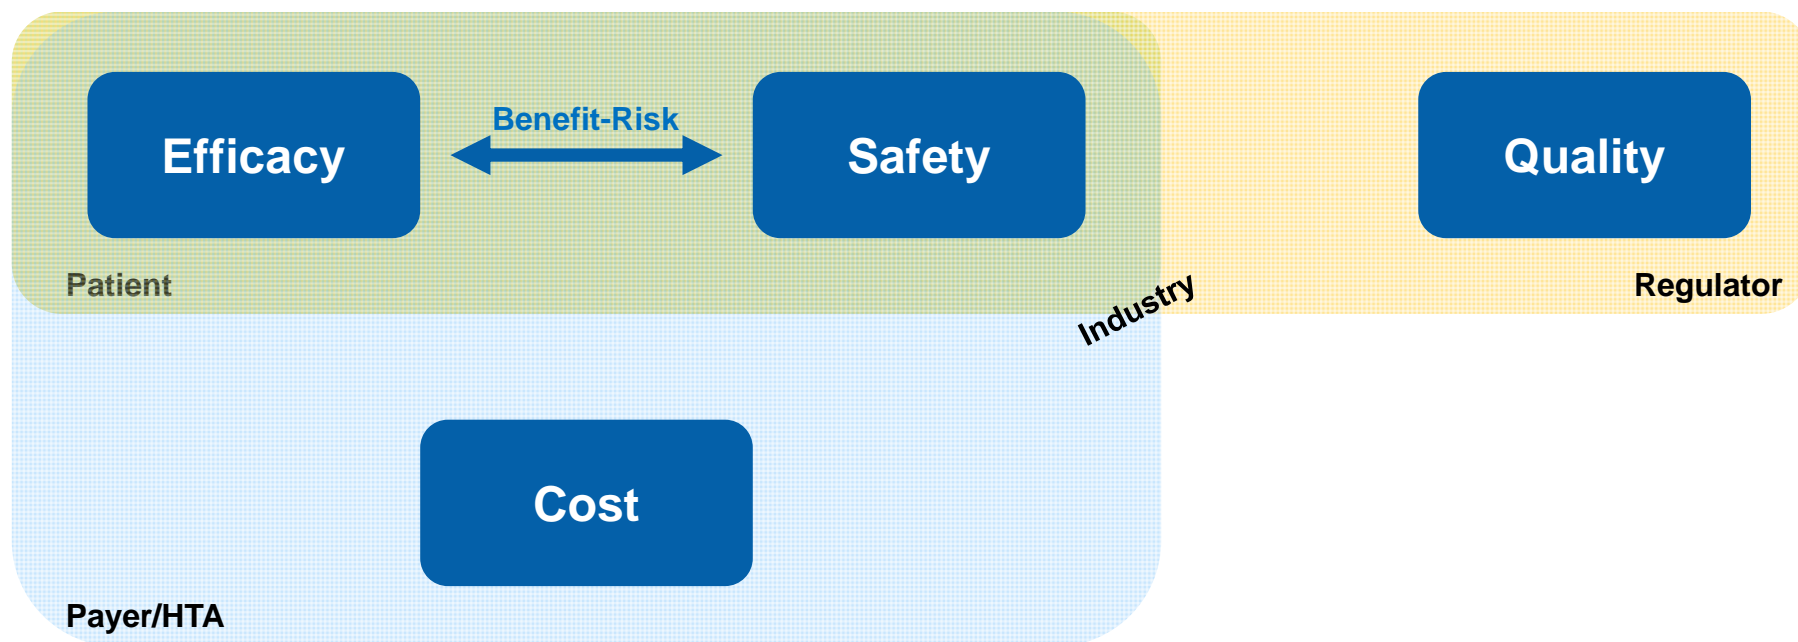 Benefit-Risk
Efficacy
Safety
Quality
Patient
Industry
Regulator
Cost
Payer/HTA